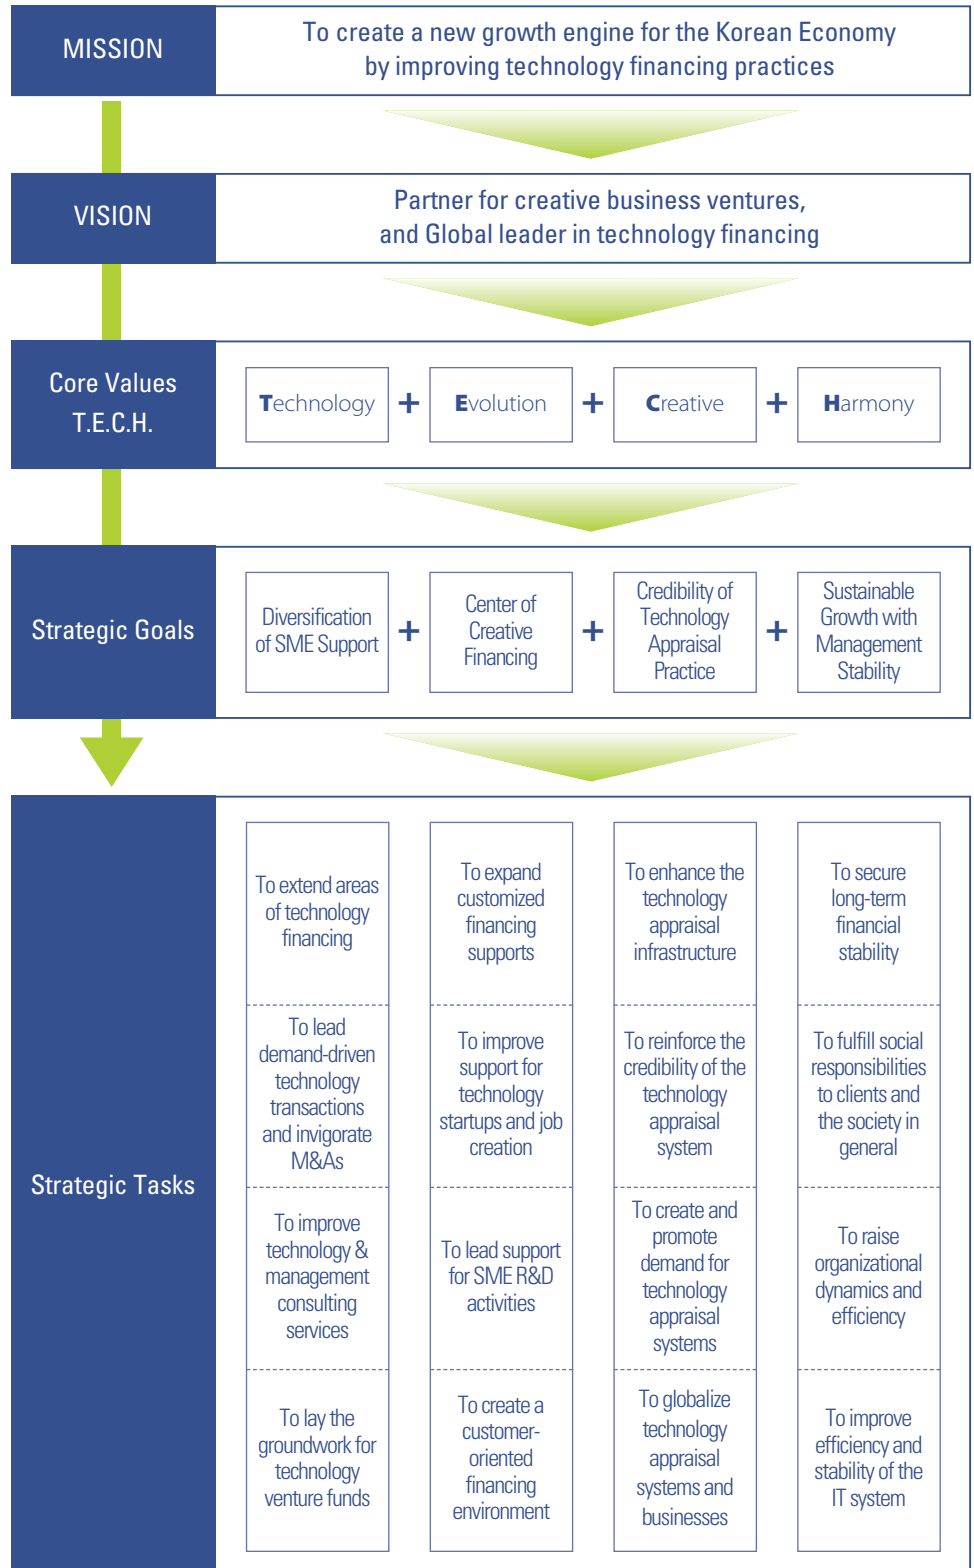 MISSION
To create a new growth engine for the Korean Economy
by improving technology financing practices
VISION
Partner for creative business ventures,
and Global leader in technology financing
Core Values
T.E.C.H.
Technology + Evolution + Creative + Harmony
Strategic Goals
Diversification
of SME Support
+
Center of
Creative
Financing
+
Credibility of
Technology
Appraisal
Practice
+
Sustainable
Growth with
Management
Stability
Strategic Tasks
To extend areas
of technology
financing
To lead
demand-driven
technology
transactions
and invigorate
M&As
To improve
technology &
management
consulting
services
To lay the
groundwork for
technology
venture funds
To expand
customized
financing
supports
To improve
support for
technology
startups and job
creation
To lead support
for SME R&D
activities
To create a
customer-
oriented
financing
environment
To enhance the
technology
appraisal
infrastructure
To reinforce the
credibility of the
technology
appraisal
system
To create and
promote
demand for
technology
appraisal
systems
To globalize
technology
appraisal
systems and
businesses
To secure
long-term
financial
stability
To fulfill social
responsibilities
to clients and
the society in
general
To raise
organizational
dynamics and
efficiency
To improve
efficiency and
stability of the
IT system